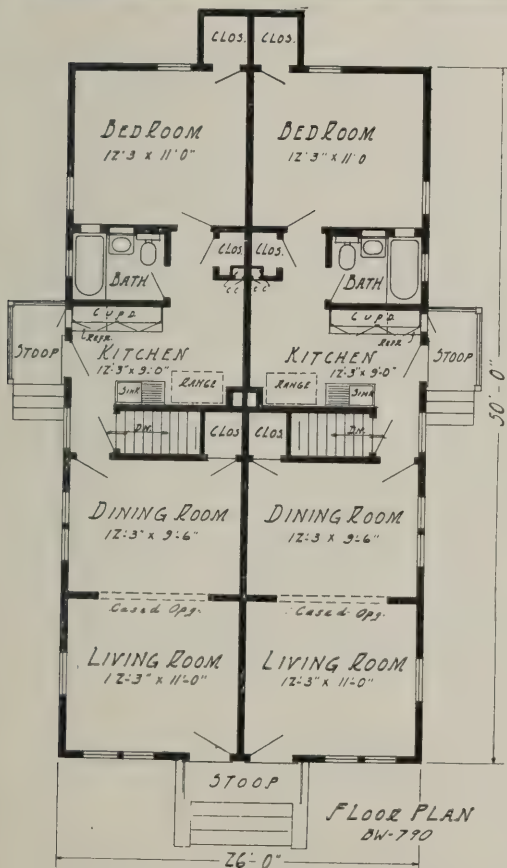 CLOS. CLOS.
BED ROOM BED ROOM
12'-3 x 11'-0" 12'-3" x 11'-0
CLOS. CLOS.
BATH BATH
C.C. C.C.
CUP'D CUP'D
REFR. REFR.
STOOP KITCHEN KITCHEN STOOP
12'-3" x 9'-0" 12'-3" x 9'-0"
SINK RANGE RANGE SINK
50'-0"
DN. CLOS. CLOS. DN.
DINING ROOM DINING ROOM
12'-3" x 9'-6" 12'-3 x 9'-6"
Cased Opg. Cased Opg.
LIVING ROOM LIVING ROOM
12'-3" x 11'-0" 12'-3" x 11'-0"
STOOP
FLOOR PLAN
BW-790
26'-0"